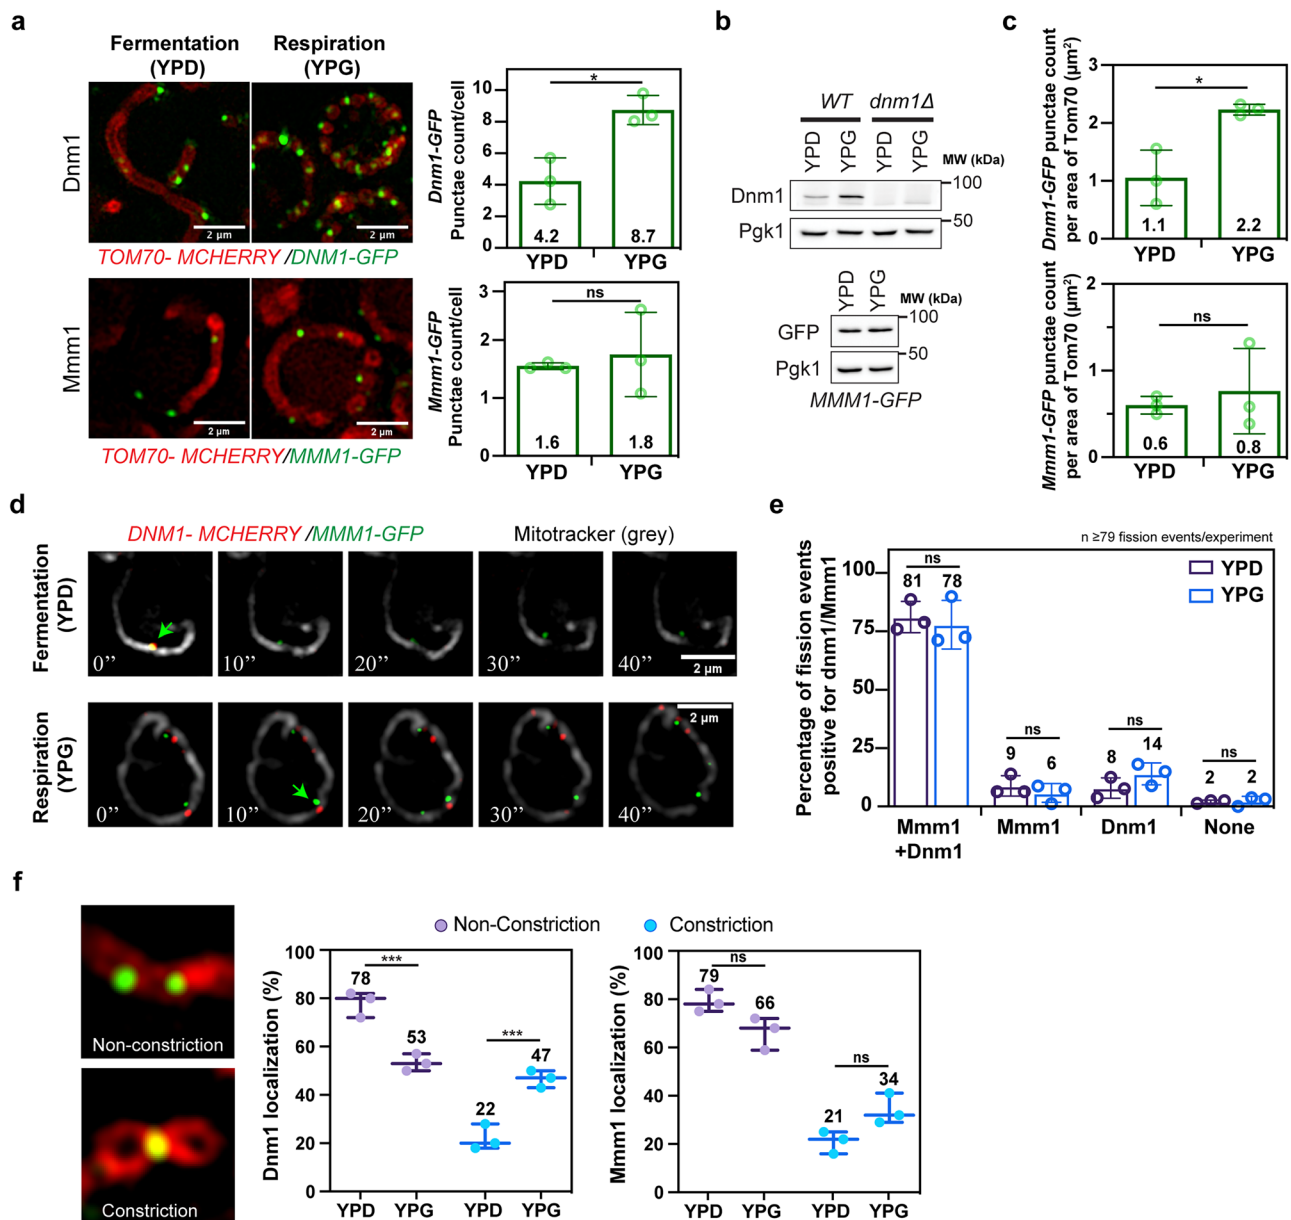 a
Fermentation
(YPD)
Respiration
(YPG)
Dnm1
2 µm
2 µm
TOM70- MCHERRY /DNM1-GFP
Mmm1
2 µm
2 µm
TOM70- MCHERRY/MMM1-GFP
Dnm1-GFP
Punctae count/cell
10
8
6
4
2
0
*
4.2
8.7
YPD
YPG
Mmm1-GFP
Punctae count/cell
3
2
1
0
ns
1.6
1.8
YPD
YPG
b
WT
dnm1Δ
YPD
YPG
YPD
YPG
MW (kDa)
Dnm1
100
Pgk1
50
YPD
YPG
MW (kDa)
GFP
100
Pgk1
50
MMM1-GFP
c
Dnm1-GFP punctae count
per area of Tom70 (µm²)
3
2
1
0
*
1.1
2.2
YPD
YPG
Mmm1-GFP punctae count
per area of Tom70 (µm²)
2
1
0
ns
0.6
0.8
YPD
YPG
d
DNM1- MCHERRY /MMM1-GFP
Mitotracker (grey)
Fermentation
(YPD)
0’’
10’’
20’’
30’’
40’’
2 µm
Respiration
(YPG)
0’’
10’’
20’’
30’’
40’’
2 µm
e
n ≥79 fission events/experiment
Percentage of fission events
positive for dnm1/Mmm1
100
75
50
25
0
YPD
YPG
ns
81
78
ns
9
6
ns
8
14
ns
2
2
Mmm1
+Dnm1
Mmm1
Dnm1
None
f
Non-constriction
Constriction
Non-Constriction
Constriction
Dnm1 localization (%)
100
80
60
40
20
0
***
78
53
***
22
47
YPD
YPG
YPD
YPG
Mmm1 localization (%)
100
80
60
40
20
0
ns
79
66
ns
21
34
YPD
YPG
YPD
YPG